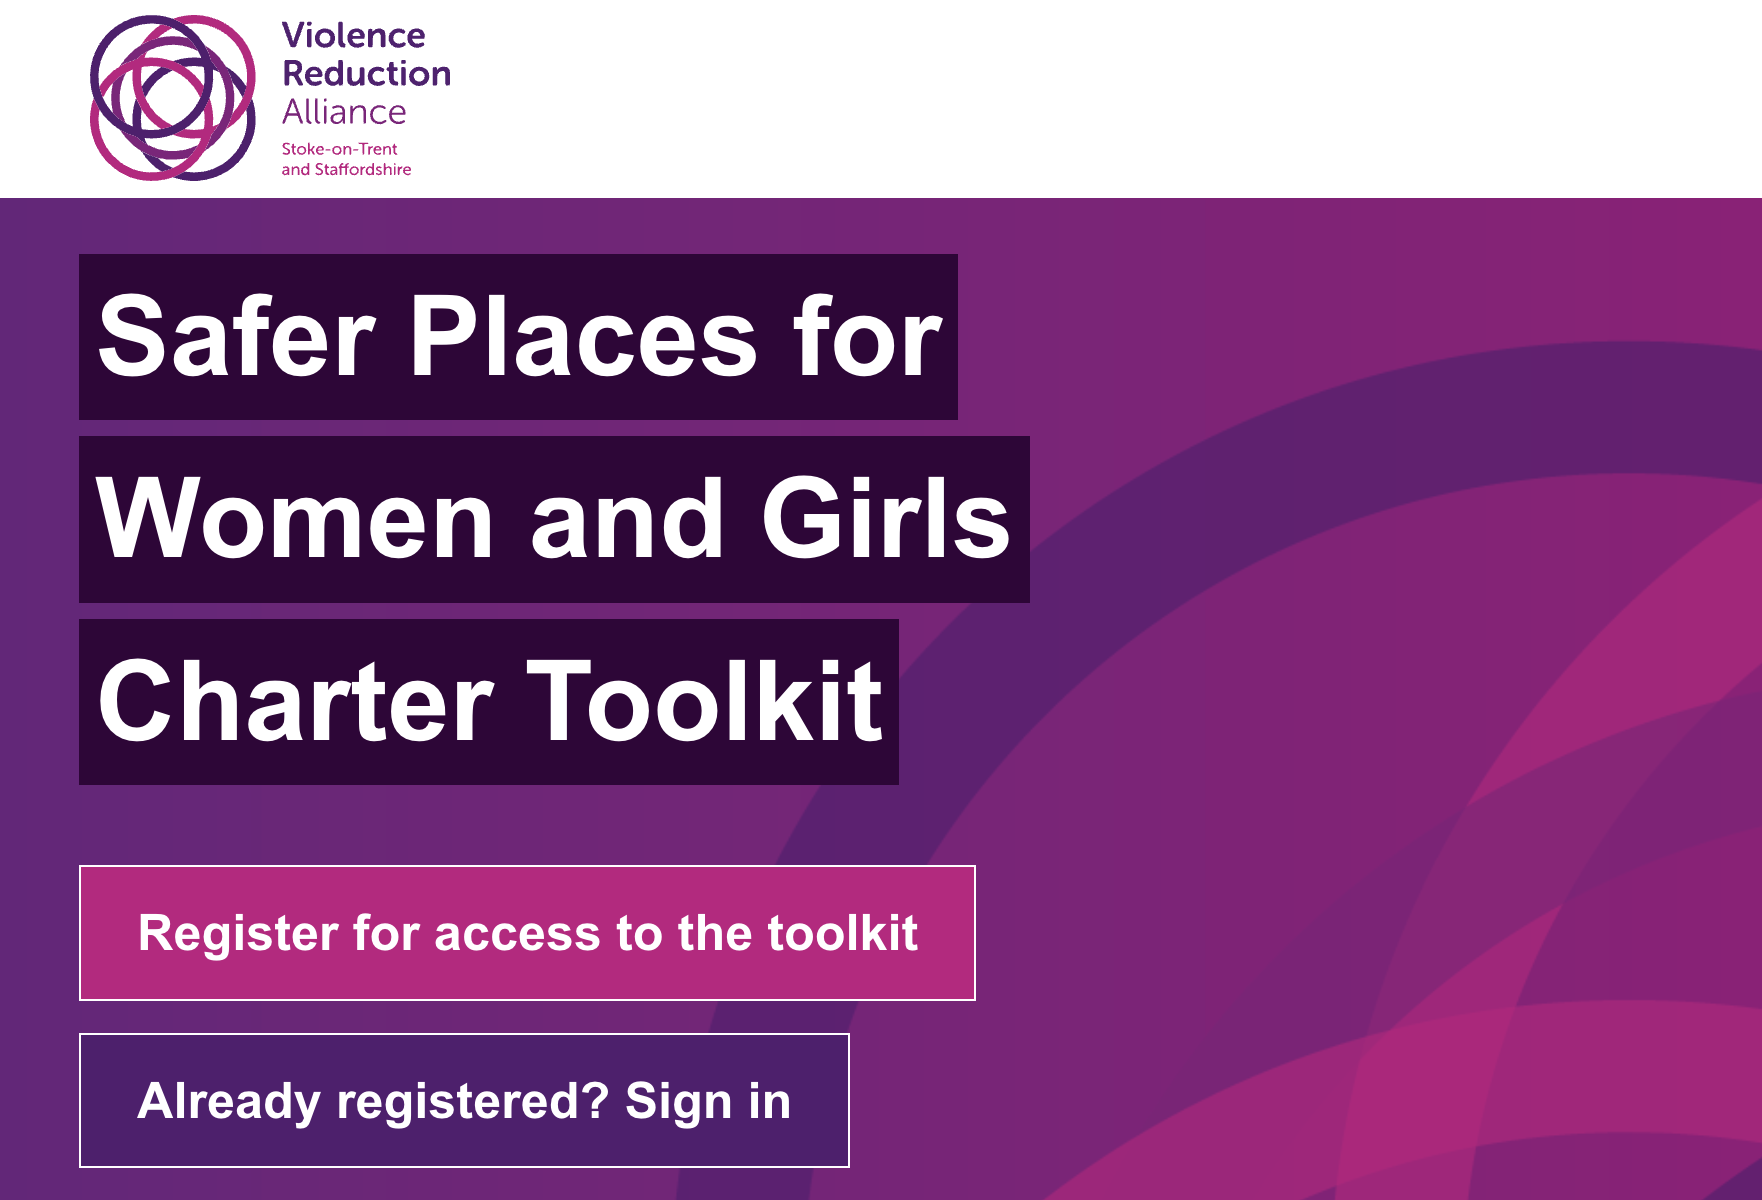 Violence
Reduction
Alliance
Stoke-on-Trent
and Staffordshire
Safer Places for
Women and Girls
Charter Toolkit
Register for access to the toolkit
Already registered? Sign in